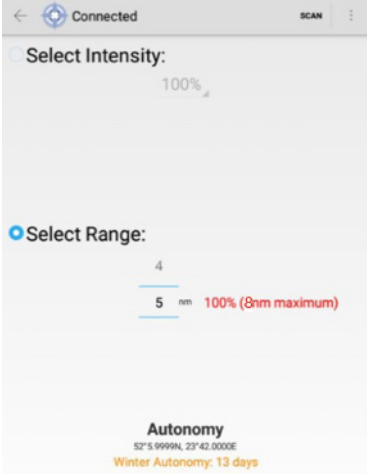 Connected SCAN
Select Intensity:
100%
Select Range:
4
5 nm 100% (8nm maximum)
Autonomy
52°5.9999N, 23°42.0000E
Winter Autonomy: 13 days